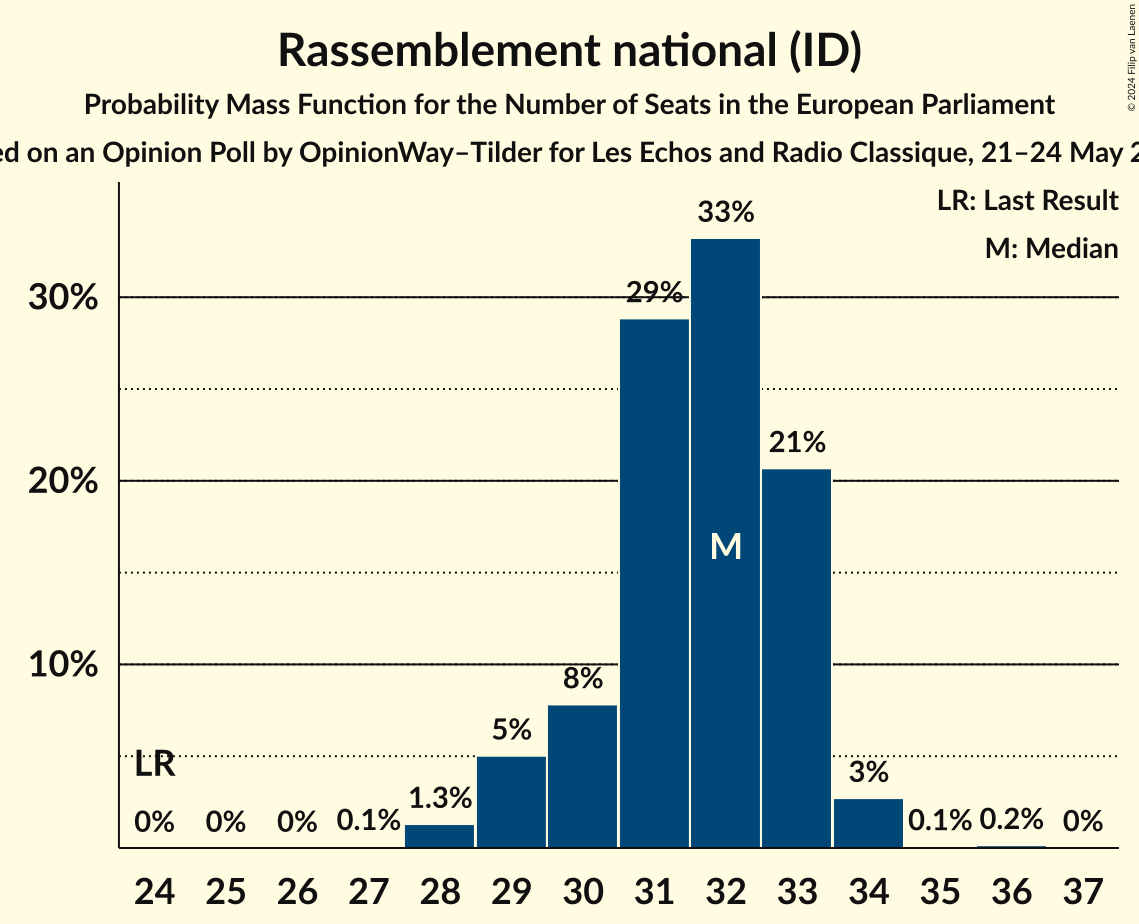 Rassemblement national (ID)
Probability Mass Function for the Number of Seats in the European Parliament
on an Opinion Poll by OpinionWay–Tilder for Les Echos and Radio Classique, 21–24 May
© 2024 Filip van Laenen
LR: Last Result
M: Median
33%
30%
29%
21%
20%
M
10%
8%
5%
LR
3%
1.3%
0% 0% 0% 0.1% 0.1% 0.2% 0%
24 25 26 27 28 29 30 31 32 33 34 35 36 37